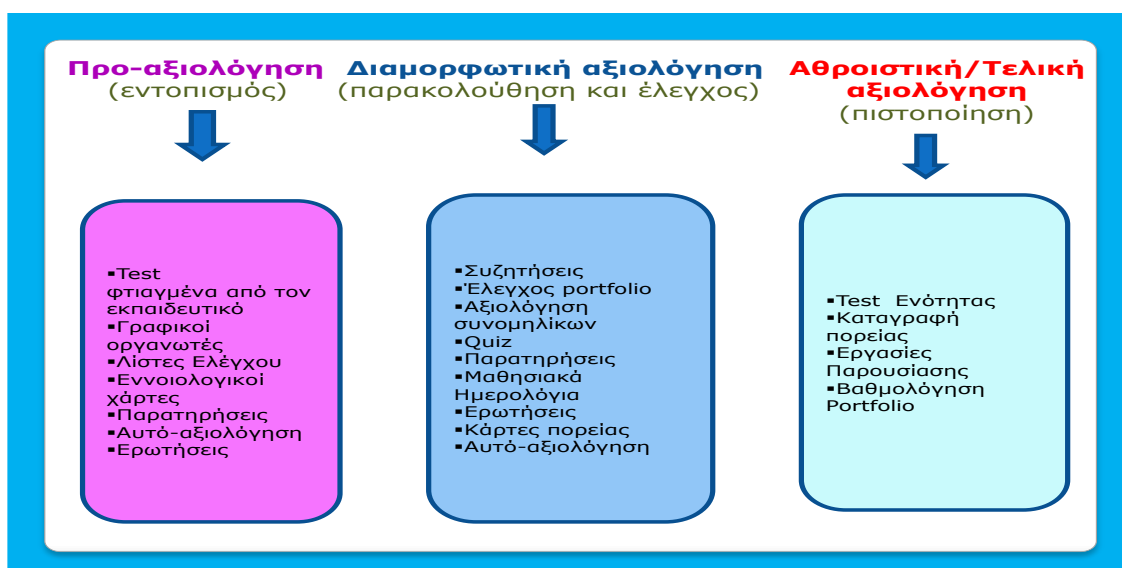 Προ-αξιολόγηση
(εντοπισμός)
Διαμορφωτική αξιολόγηση
(παρακολούθηση και έλεγχος)
Αθροιστική/Τελική
αξιολόγηση
(πιστοποίηση)
▪Test
φτιαγμένα από τον
εκπαιδευτικό
▪Γραφικοί
οργανωτές
▪Λίστες Ελέγχου
▪Εννοιολογικοί
χάρτες
▪Παρατηρήσεις
▪Αυτό-αξιολόγηση
▪Ερωτήσεις
▪Συζητήσεις
▪Έλεγχος portfolio
▪Αξιολόγηση
συνομηλίκων
▪Quiz
▪Παρατηρήσεις
▪Μαθησιακά
Ημερολόγια
▪Ερωτήσεις
▪Κάρτες πορείας
▪Αυτό-αξιολόγηση
▪Test Ενότητας
▪Καταγραφή
πορείας
▪Εργασίες
Παρουσίασης
▪Βαθμολόγηση
Portfolio